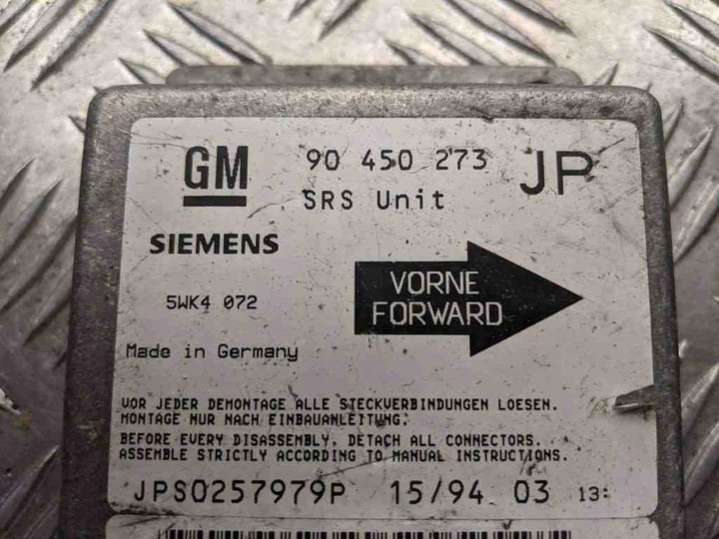 GM 90 450 273 JP
SRS Unit
SIEMENS
VORNE
FORWARD
5WK4 072
Made in Germany
VOR JEDER DEMONTAGE ALLE STECKVERBINDUNGEN LOESEN.
MONTAGE NUR NACH EINBAUANLEITUNG.
BEFORE EVERY DISASSEMBLY, DETACH ALL CONNECTORS.
ASSEMBLE STRICTLY ACCORDING TO MANUAL INSTRUCTIONS.
JPS0257979P 15/94 03 13: